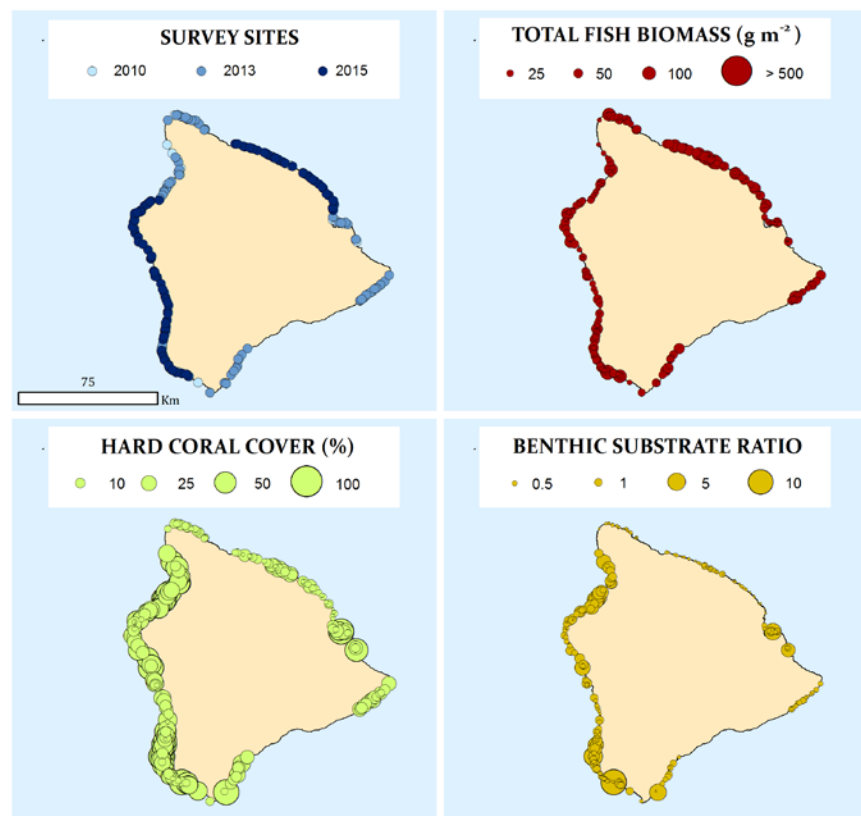 SURVEY SITES
2010 2013 2015
75
Km
TOTAL FISH BIOMASS (g m⁻²)
25 50 100 > 500
HARD CORAL COVER (%)
10 25 50 100
BENTHIC SUBSTRATE RATIO
0.5 1 5 10